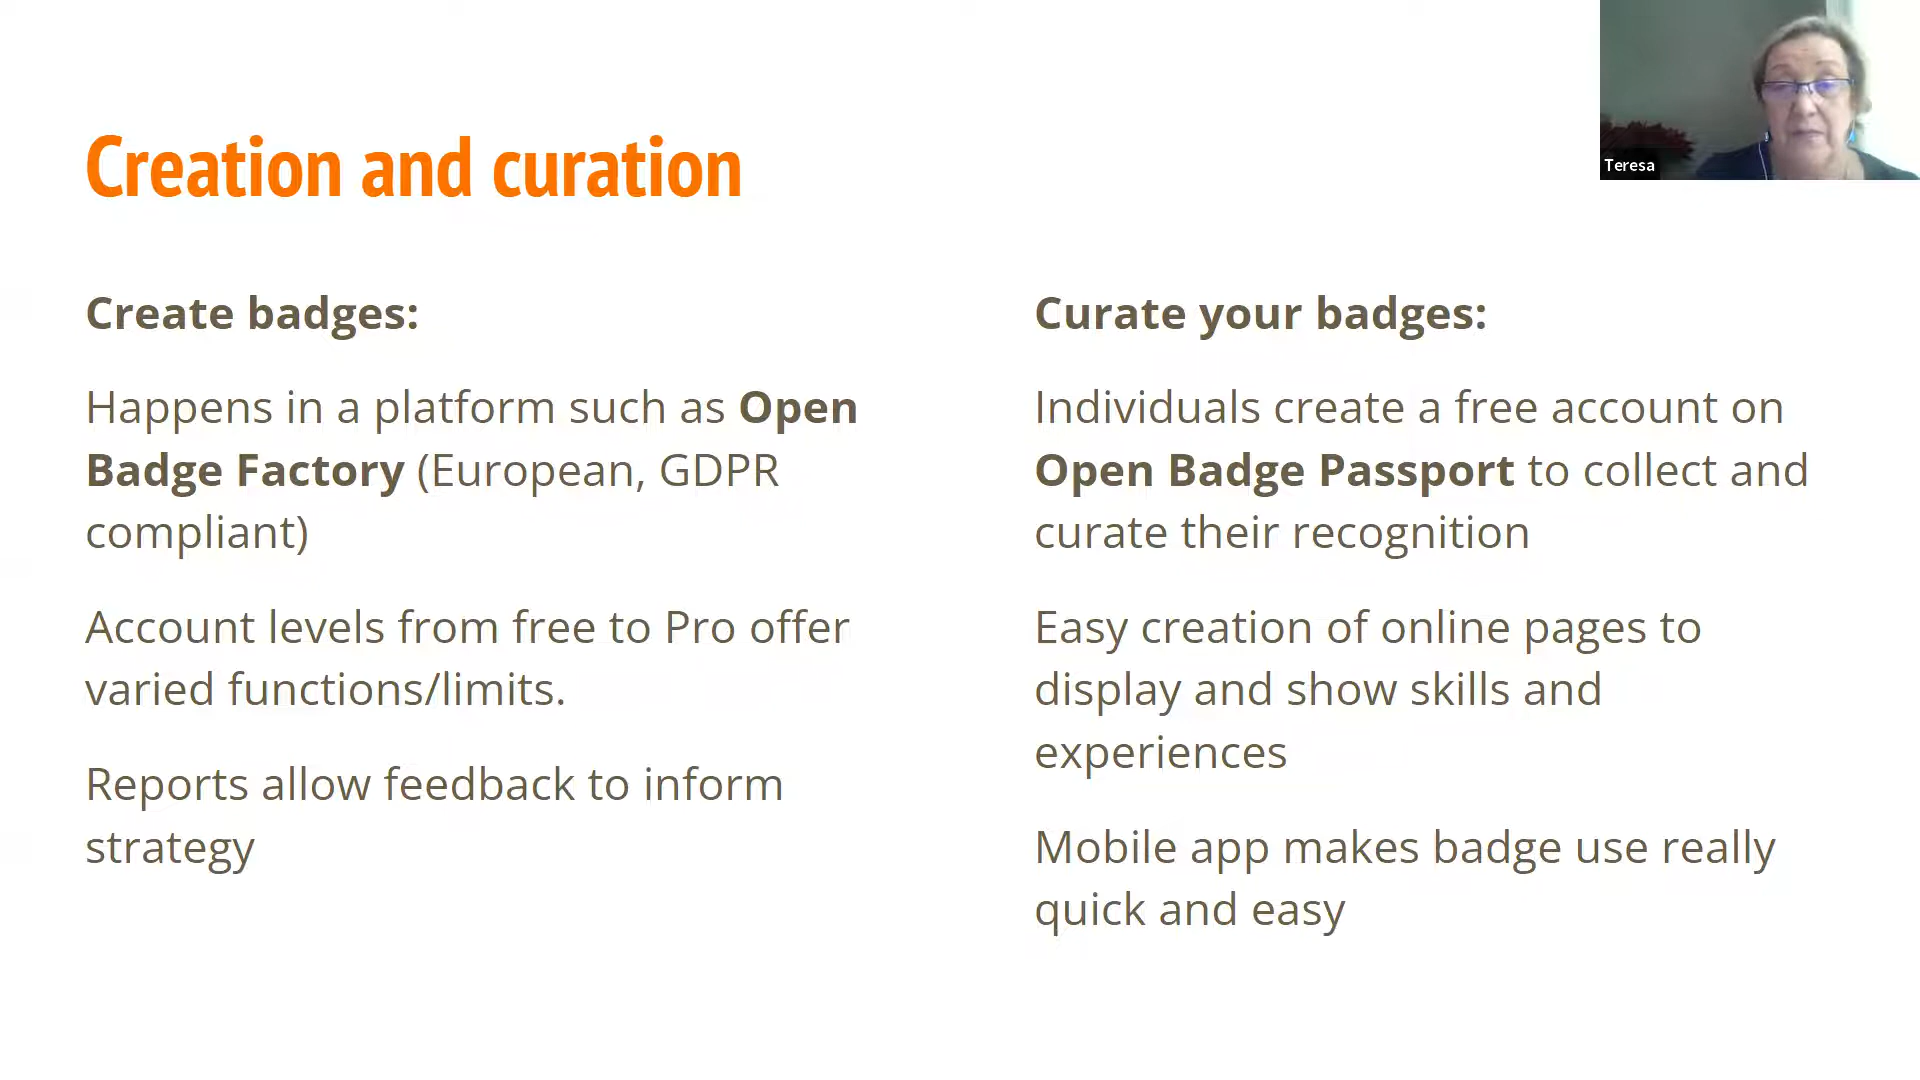 Creation and curation
Create badges:
Happens in a platform such as Open
Badge Factory (European, GDPR
compliant)
Account levels from free to Pro offer
varied functions/limits.
Reports allow feedback to inform
strategy
Curate your badges:
Individuals create a free account on
Open Badge Passport to collect and
curate their recognition
Easy creation of online pages to
display and show skills and
experiences
Mobile app makes badge use really
quick and easy
Teresa